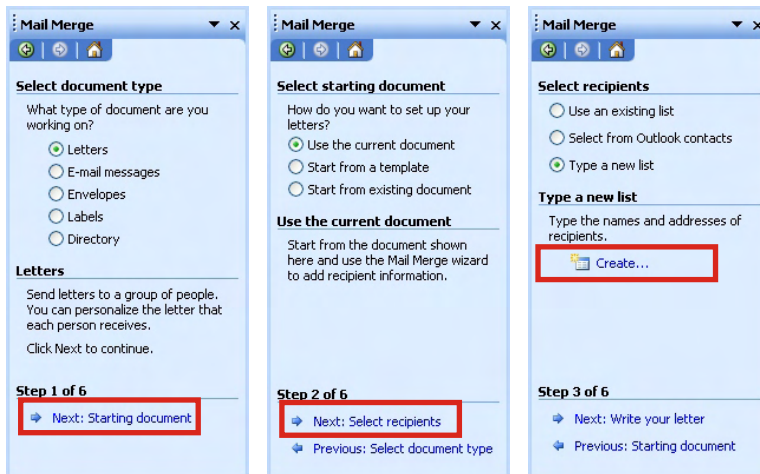 Mail Merge
Select document type
What type of document are you
working on?
Letters
E-mail messages
Envelopes
Labels
Directory
Letters
Send letters to a group of people.
You can personalize the letter that
each person receives.
Click Next to continue.
Step 1 of 6
Next: Starting document
Mail Merge
Select starting document
How do you want to set up your
letters?
Use the current document
Start from a template
Start from existing document
Use the current document
Start from the document shown
here and use the Mail Merge wizard
to add recipient information.
Step 2 of 6
Next: Select recipients
Previous: Select document type
Mail Merge
Select recipients
Use an existing list
Select from Outlook contacts
Type a new list
Type a new list
Type the names and addresses of
recipients.
Create...
Step 3 of 6
Next: Write your letter
Previous: Starting document